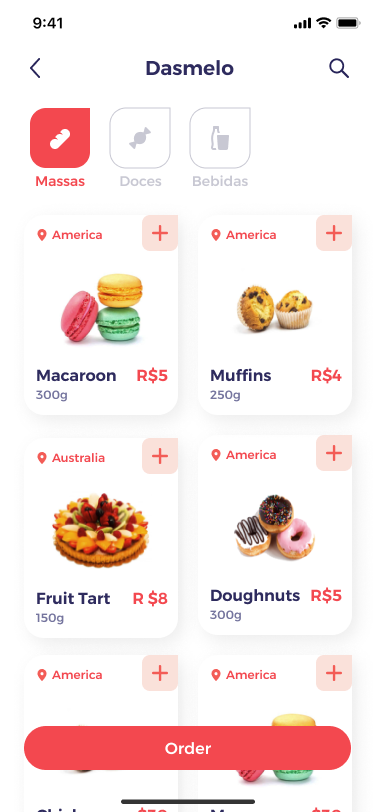 9:41
Dasmelo
Massas
Doces
Bebidas
America
America
Macaroon
R$5
300g
Muffins
R$4
250g
Australia
America
Fruit Tart
R $8
150g
Doughnuts
R$5
300g
America
America
Order